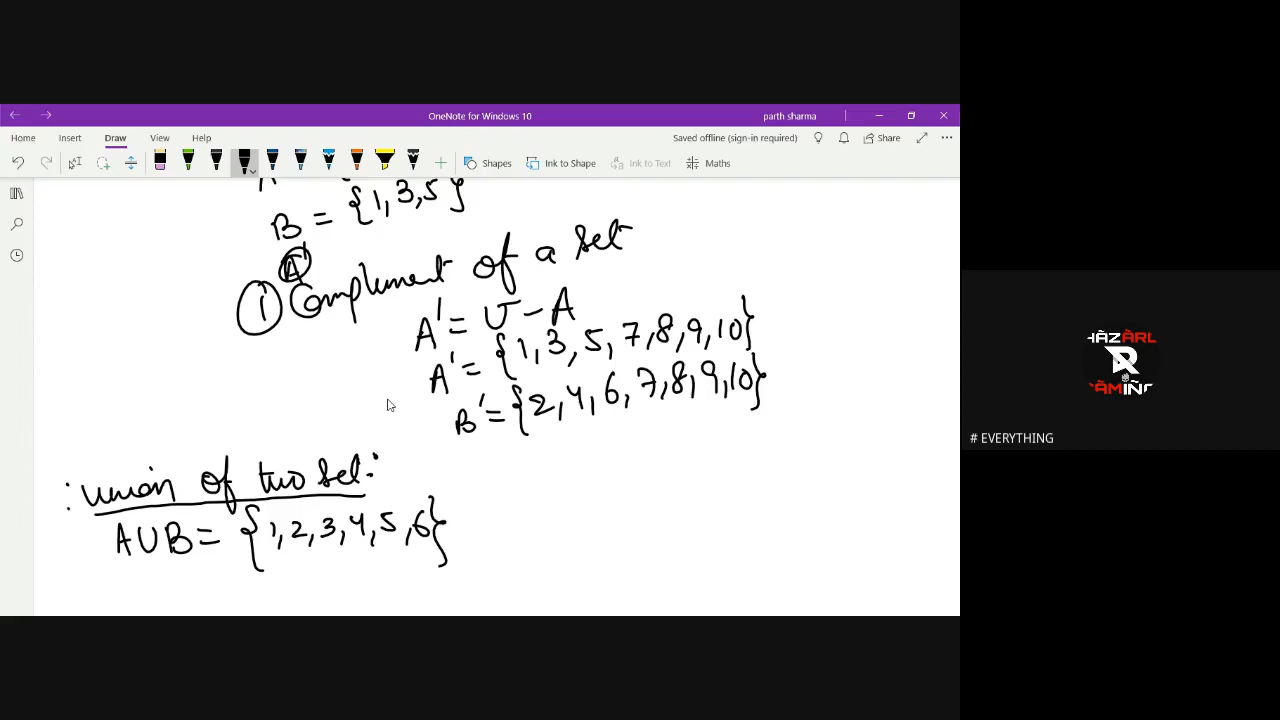 OneNote for Windows 10
parth sharma
Home Insert Draw View Help
Saved offline (sign-in required) Share
Shapes Ink to Shape Ink to Text Maths
B = {1,3,5}
A'
① Complement of a set
A' = U - A
A' = {1, 3, 5, 7, 8, 9, 10}
B' = {2, 4, 6, 7, 8, 9, 10}
: union of two set:
A U B = {1, 2, 3, 4, 5, 6}
R
# EVERYTHING